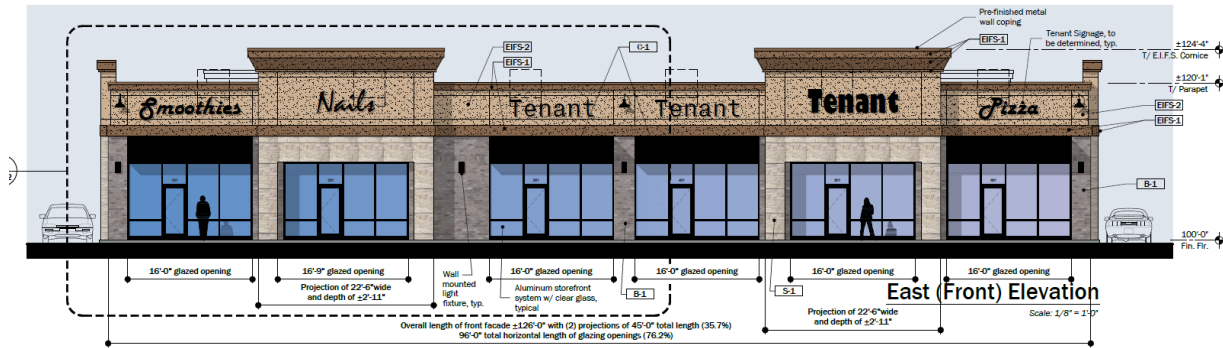 Pre-finished metal
wall coping
EIFS-2
EIFS-1
C-1
EIFS-1
Tenant Signage, to
be determined, typ.
±124'-4"
T/ E.I.F.S. Cornice
±120'-1"
T/ Parapet
Smoothies
Nails
Tenant
Tenant
Tenant
Pizza
EIFS-2
EIFS-1
B-1
100'-0"
Fin. Flr.
16'-0" glazed opening
16'-9" glazed opening
16'-0" glazed opening
16'-0" glazed opening
16'-0" glazed opening
16'-0" glazed opening
Projection of 22'-6"wide
and depth of ±2'-11"
Wall
mounted
light
fixture, typ.
Aluminum storefront
system w/ clear glass,
typical
B-1
S-1
East (Front) Elevation
Scale: 1/8" = 1'-0"
Projection of 22'-6"wide
and depth of ±2'-11"
Overall length of front facade ±126'-0" with (2) projections of 45'-0" total length (35.7%)
96'-0" total horizontal length of glazing openings (76.2%)